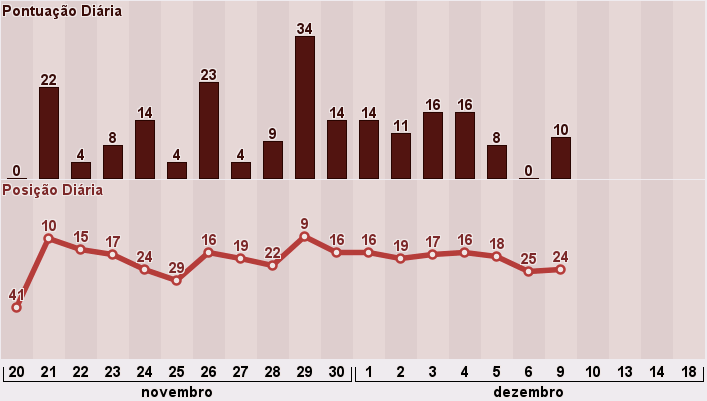 Pontuação Diária
0 22 4 8 14 4 23 4 9 34 14 14 11 16 16 8 0 10
Posição Diária
41 10 15 17 24 29 16 19 22 9 16 16 19 17 16 18 25 24
20 21 22 23 24 25 26 27 28 29 30 1 2 3 4 5 6 9 10 13 14 18
novembro dezembro